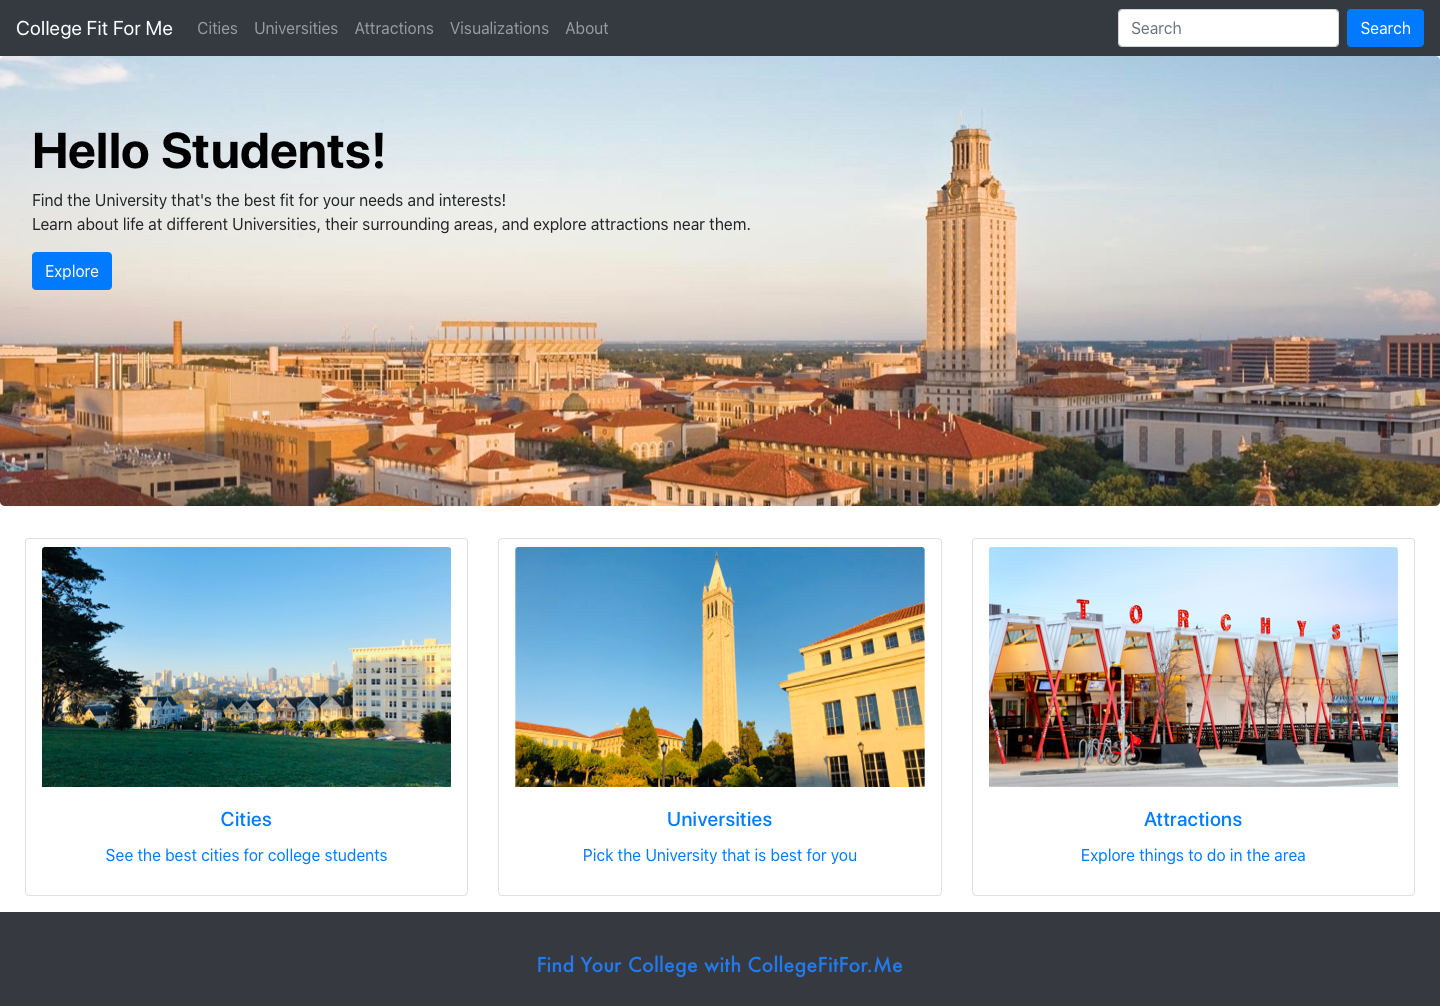 College Fit For Me Cities Universities Attractions Visualizations About Search Search
Hello Students!
Find the University that's the best fit for your needs and interests!
Learn about life at different Universities, their surrounding areas, and explore attractions near them.
Explore
TORCHYS
Cities
See the best cities for college students
Universities
Pick the University that is best for you
Attractions
Explore things to do in the area
Find Your College with CollegeFitFor.Me